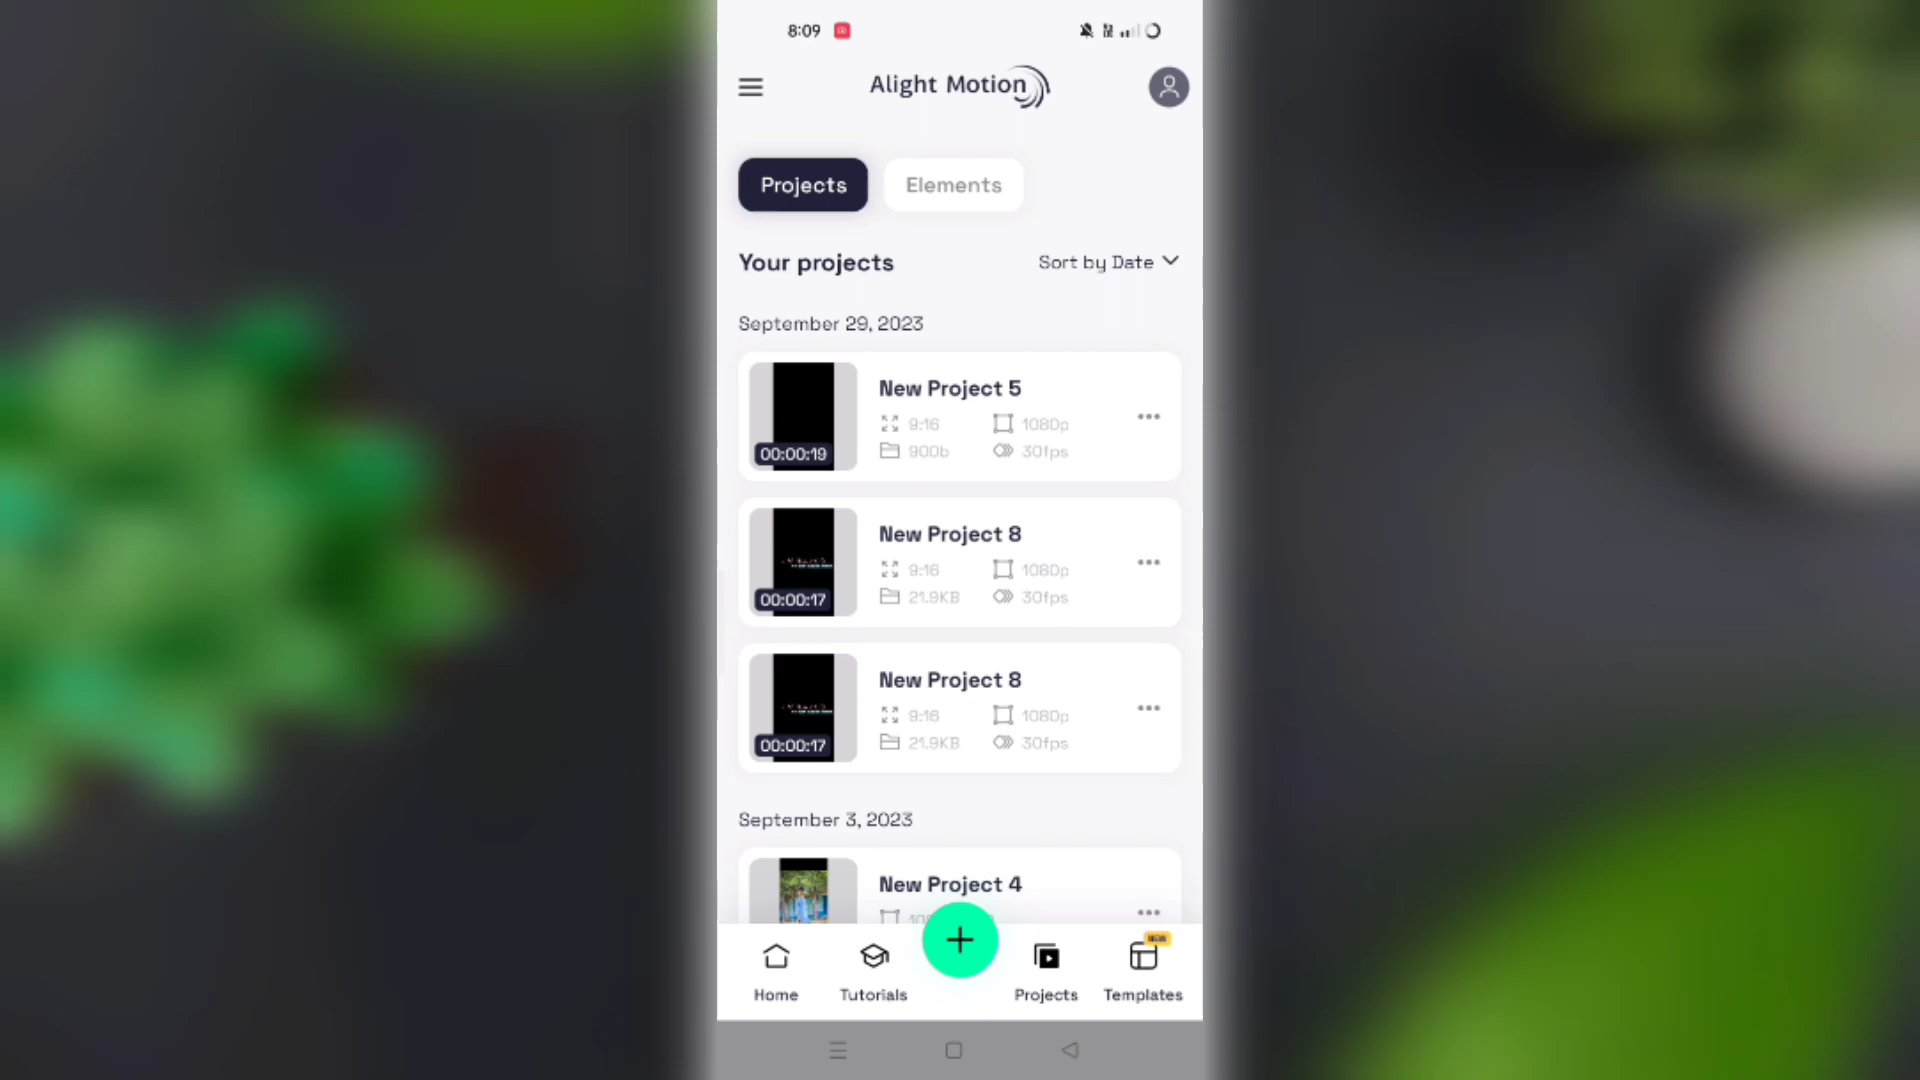 8:09
Alight Motion
Projects
Elements
Your projects
Sort by Date
September 29, 2023
New Project 5
9:16
1080p
900b
30fps
00:00:19
New Project 8
9:16
1080p
21.9KB
30fps
00:00:17
New Project 8
9:16
1080p
21.9KB
30fps
00:00:17
September 3, 2023
New Project 4
NEW
Home
Tutorials
Projects
Templates